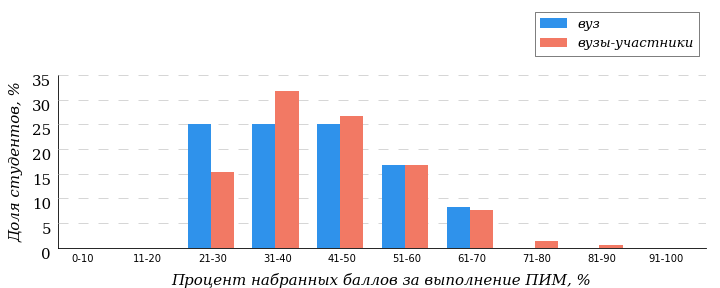 вуз
вузы-участники
Доля студентов, %
35
30
25
20
15
10
5
0
0-10 11-20 21-30 31-40 41-50 51-60 61-70 71-80 81-90 91-100
Процент набранных баллов за выполнение ПИМ, %